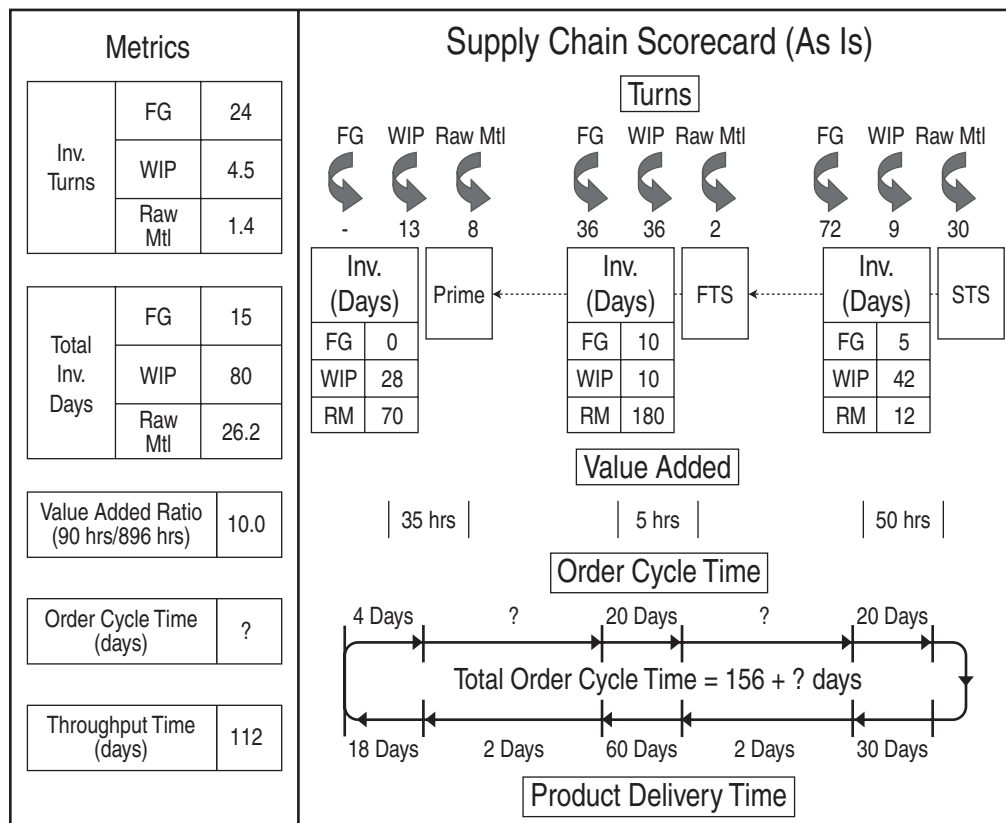 Metrics
Inv.
Turns
FG
24
WIP
4.5
Raw
Mtl
1.4
Total
Inv.
Days
FG
15
WIP
80
Raw
Mtl
26.2
Value Added Ratio
(90 hrs/896 hrs)
10.0
Order Cycle Time
(days)
?
Throughput Time
(days)
112
Supply Chain Scorecard (As Is)
Turns
FG WIP Raw Mtl
FG WIP Raw Mtl
FG WIP Raw Mtl
- 13 8
36 36 2
72 9 30
Inv.
(Days)
Prime
FG 0
WIP 28
RM 70
Inv.
(Days)
FTS
FG 10
WIP 10
RM 180
Inv.
(Days)
STS
FG 5
WIP 42
RM 12
Value Added
35 hrs
5 hrs
50 hrs
Order Cycle Time
4 Days ? 20 Days ? 20 Days
Total Order Cycle Time = 156 + ? days
18 Days 2 Days 60 Days 2 Days 30 Days
Product Delivery Time